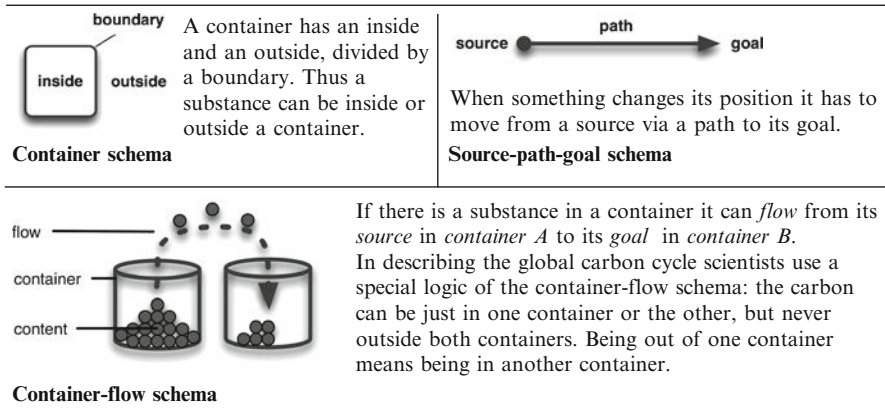 boundary
inside
outside
A container has an inside
and an outside, divided by
a boundary. Thus a
substance can be inside or
outside a container.
Container schema
path
source
goal
When something changes its position it has to
move from a source via a path to its goal.
Source-path-goal schema
flow
container
content
If there is a substance in a container it can flow from its
source in container A to its goal in container B.
In describing the global carbon cycle scientists use a
special logic of the container-flow schema: the carbon
can be just in one container or the other, but never
outside both containers. Being out of one container
means being in another container.
Container-flow schema